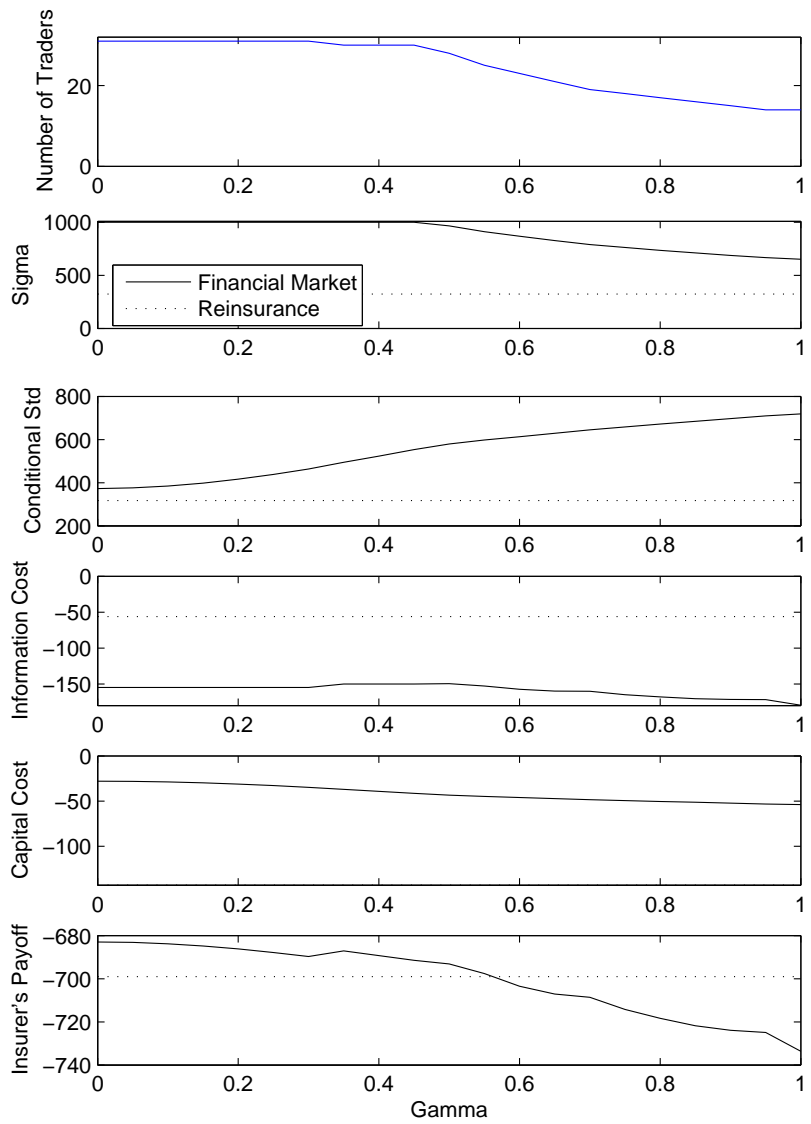 Number of Traders
20
0
0 0.2 0.4 0.6 0.8 1
Sigma
1000
500
0
Financial Market
Reinsurance
0 0.2 0.4 0.6 0.8 1
Conditional Std
800
600
400
200
0 0.2 0.4 0.6 0.8 1
Information Cost
0
−50
−100
−150
0 0.2 0.4 0.6 0.8 1
Capital Cost
0
−50
−100
0 0.2 0.4 0.6 0.8 1
Insurer's Payoff
−680
−700
−720
−740
0 0.2 0.4 0.6 0.8 1
Gamma